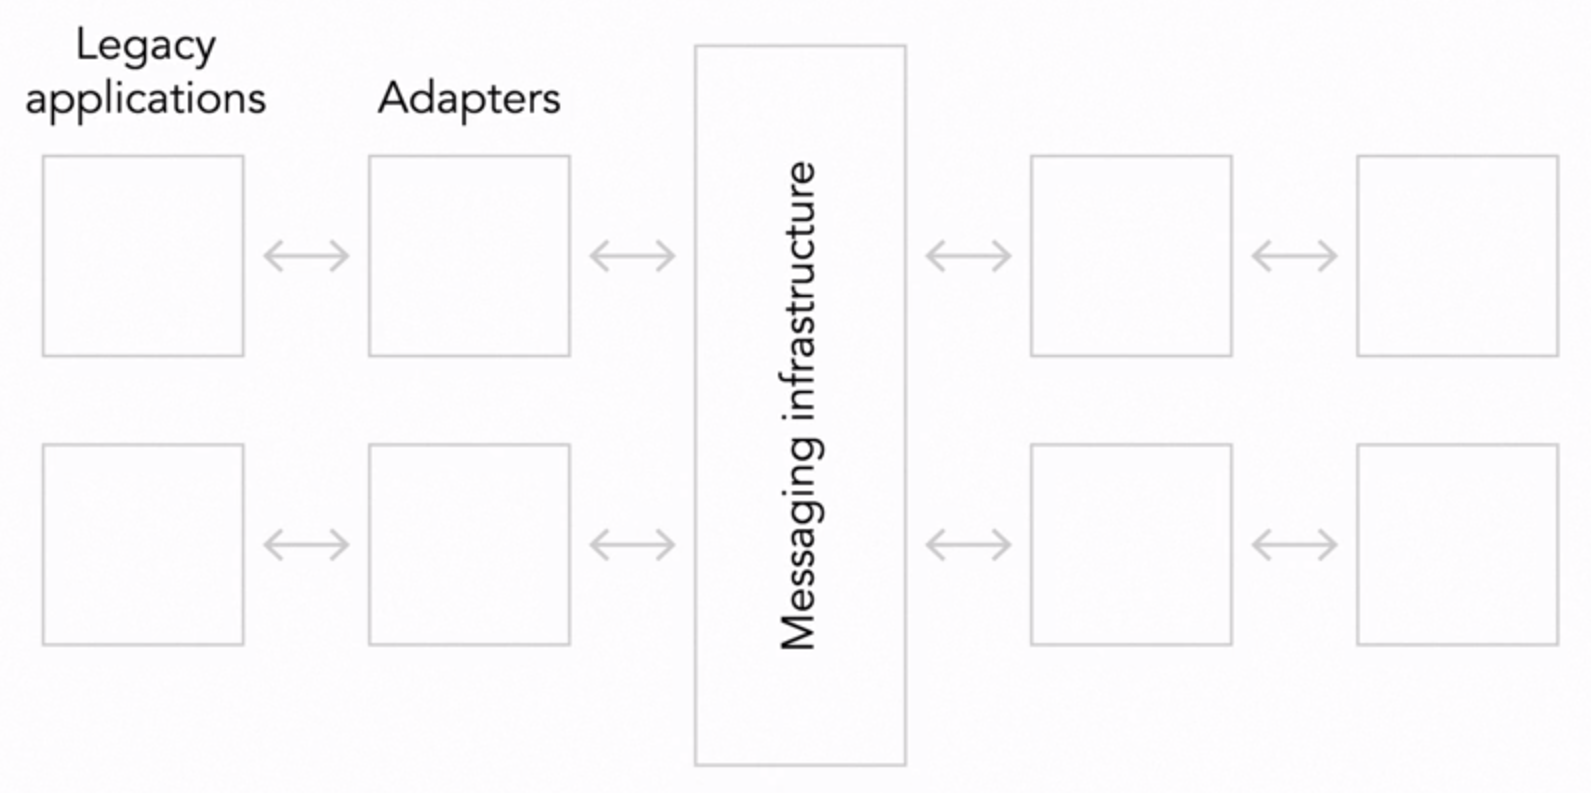 Legacy
applications
Adapters
Messaging infrastructure